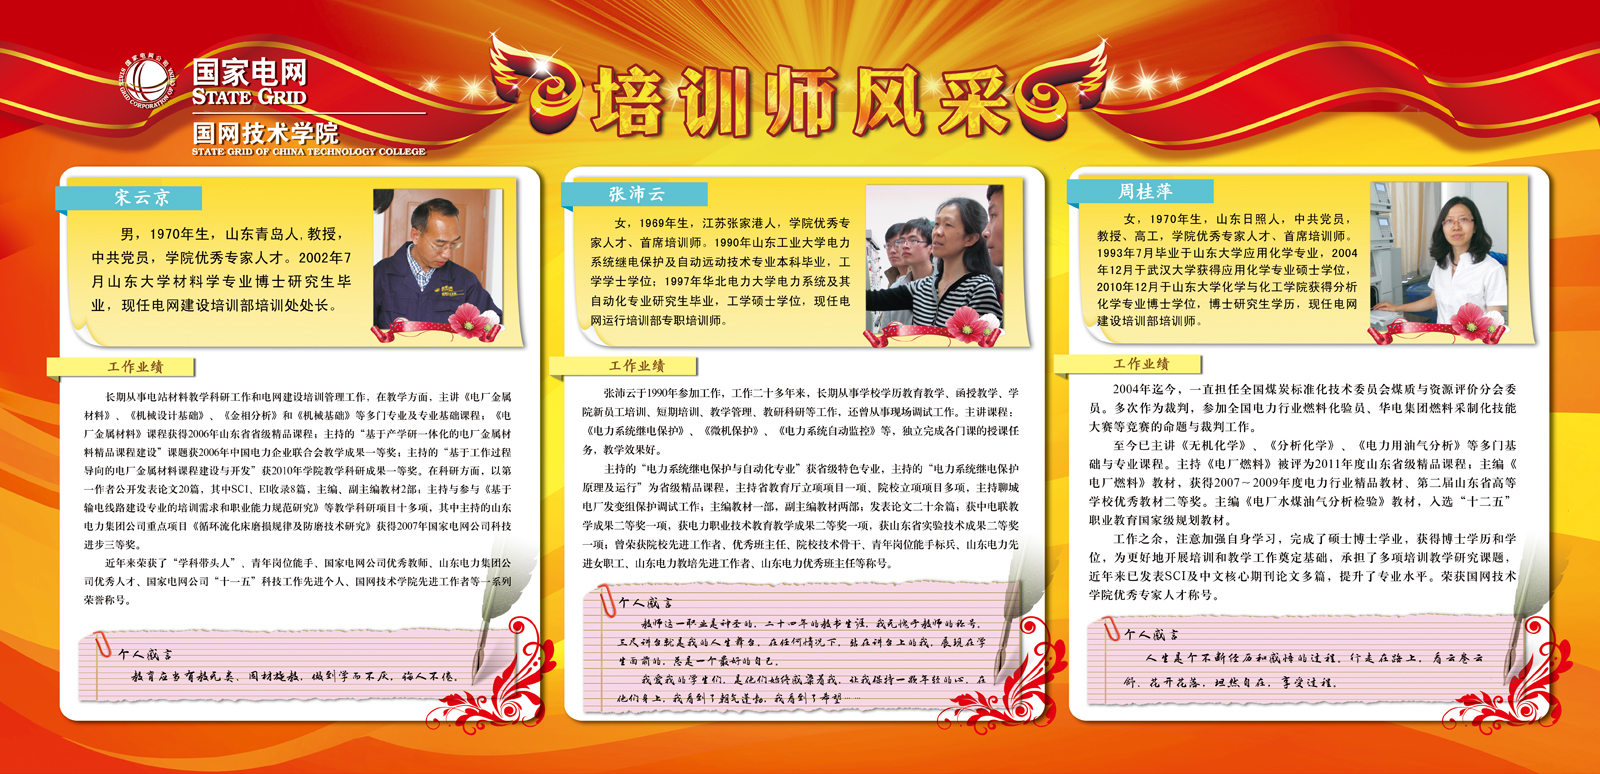 国家电网公司
STATE GRID CORPORATION OF CHINA
国家电网
STATE GRID
国网技术学院
STATE GRID OF CHINA TECHNOLOGY COLLEGE
培训师风采
宋云京
男，1970年生，山东青岛人,教授，
中共党员，学院优秀专家人才。2002年7
月山东大学材料学专业博士研究生毕
业，现任电网建设培训部培训处处长。
工作业绩
长期从事电站材料教学科研工作和电网建设培训管理工作，在教学方面，主讲《电厂金属
材料》、《机械设计基础》、《金相分析》和《机械基础》等多门专业及专业基础课程；《电
厂金属材料》课程获得2006年山东省省级精品课程；主持的“基于产学研一体化的电厂金属材
料精品课程建设”课题获2006年中国电力企业联合会教学成果一等奖；主持的“基于工作过程
导向的电厂金属材料课程建设与开发”获2010年学院教学科研成果一等奖。在科研方面，以第
一作者公开发表论文20篇，其中SCI、EI收录8篇，主编、副主编教材2部；主持与参与《基于
输电线路建设专业的培训需求和职业能力规范研究》等教学科研项目十多项，其中主持的山东
电力集团公司重点项目《循环流化床磨损规律及防磨技术研究》获得2007年国家电网公司科技
进步三等奖。
近年来荣获了“学科带头人”、青年岗位能手、国家电网公司优秀教师、山东电力集团公
司优秀人才、国家电网公司“十一五”科技工作先进个人、国网技术学院先进工作者等一系列
荣誉称号。
个人感言
教育应当有教无类、因材施教，做到学而不厌，诲人不倦。
张沛云
女，1969年生，江苏张家港人，学院优秀专
家人才、首席培训师。1990年山东工业大学电力
系统继电保护及自动远动技术专业本科毕业，工
学学士学位；1997年华北电力大学电力系统及其
自动化专业研究生毕业，工学硕士学位，现任电
网运行培训部专职培训师。
工作业绩
张沛云于1990年参加工作，工作二十多年来，长期从事学校学历教育教学、函授教学、学
院新员工培训、短期培训、教学管理、教研科研等工作，还曾从事现场调试工作。主讲课程：
《电力系统继电保护》、《微机保护》、《电力系统自动监控》等，独立完成各门课的授课任
务，教学效果好。
主持的“电力系统继电保护与自动化专业”获省级特色专业，主持的“电力系统继电保护
原理及运行”为省级精品课程，主持省教育厅立项项目一项、院校立项项目多项，主持聊城
电厂发变组保护调试工作；主编教材一部，副主编教材两部；发表论文二十余篇；获中电联教
学成果二等奖一项，获电力职业技术教育教学成果二等奖一项，获山东省实验技术成果二等奖
一项；曾荣获院校先进工作者、优秀班主任、院校技术骨干、青年岗位能手标兵、山东电力先
进女职工、山东电力教培先进工作者、山东电力优秀班主任等称号。
个人感言
教师这一职业是神圣的，二十四年的教书生涯，我无愧于教师的称号。
三尺讲台就是我的人生舞台，在任何情况下，站在讲台上的我，展现在学
生面前的，总是一个最好的自己。
我爱我的学生们，是他们始终感染着我，让我保持一颗年轻的心，在
他们身上，我看到了朝气蓬勃，我看到了希望……
周桂萍
女，1970年生，山东日照人，中共党员，
教授、高工，学院优秀专家人才、首席培训师。
1993年7月毕业于山东大学应用化学专业，2004
年12月于武汉大学获得应用化学专业硕士学位，
2010年12月于山东大学化学与化工学院获得分析
化学专业博士学位，博士研究生学历，现任电网
建设培训部培训师。
工作业绩
2004年迄今，一直担任全国煤炭标准化技术委员会煤质与资源评价分会委
员。多次作为裁判，参加全国电力行业燃料化验员、华电集团燃料采制化技能
大赛等竞赛的命题与裁判工作。
至今已主讲《无机化学》、《分析化学》、《电力用油气分析》等多门基
础与专业课程。主持《电厂燃料》被评为2011年度山东省级精品课程；主编《
电厂燃料》教材，获得2007～2009年度电力行业精品教材、第二届山东省高等
学校优秀教材二等奖。主编《电厂水煤油气分析检验》教材，入选“十二五”
职业教育国家级规划教材。
工作之余，注意加强自身学习，完成了硕士博士学业，获得博士学历和学
位，为更好地开展培训和教学工作奠定基础，承担了多项培训教学研究课题，
近年来已发表SCI及中文核心期刊论文多篇，提升了专业水平。荣获国网技术
学院优秀专家人才称号。
个人感言
人生是个不断经历和感悟的过程。行走在路上，看云卷云
舒，花开花落，坦然自在，享受过程。